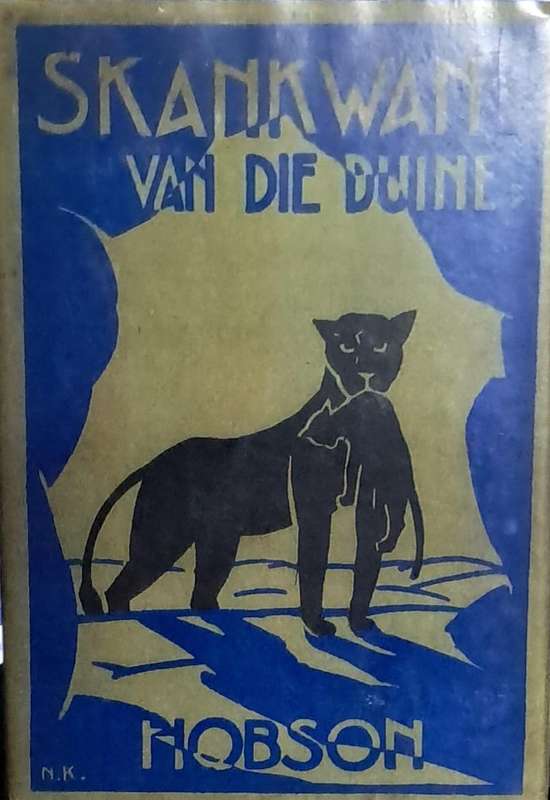 SKANKWAN
VAN DIE DUINE
HOBSON
N.K.